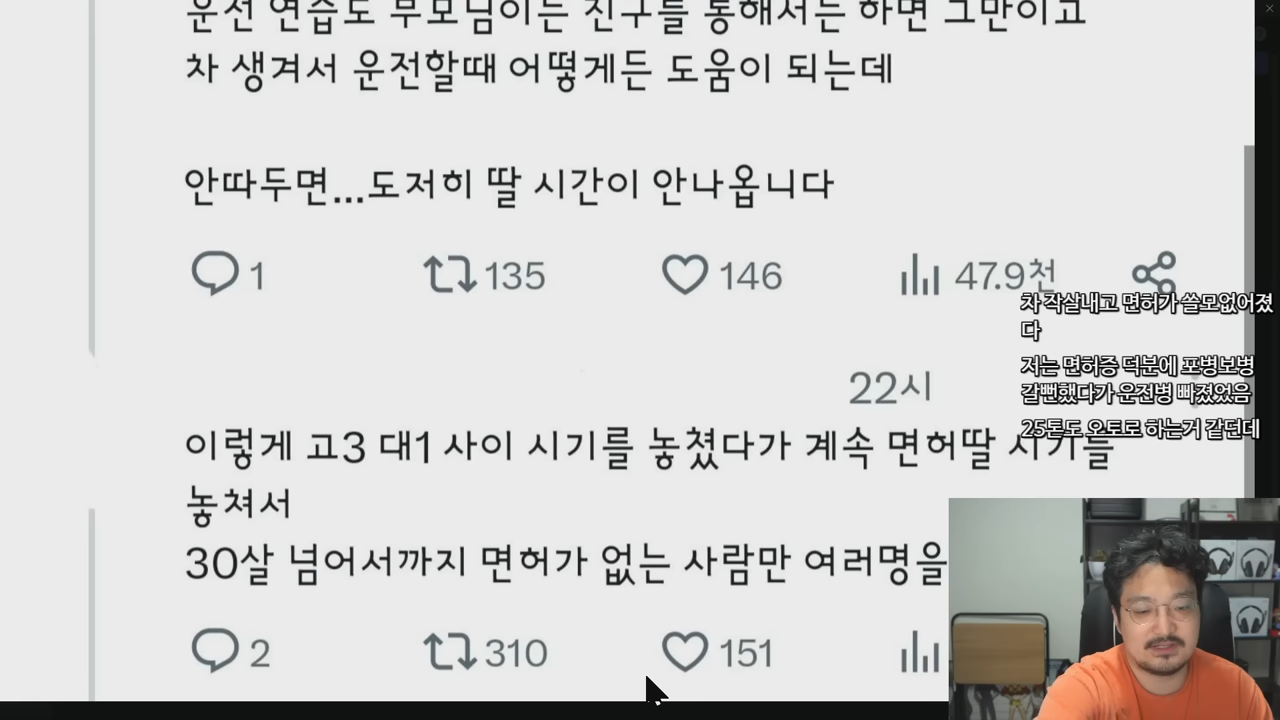 운전 연습도 부모님이든 친구를 통해서든 하면 그만이고
차 생겨서 운전할때 어떻게든 도움이 되는데
안따두면...도저히 딸 시간이 안나옵니다
1 135 146 47.9천
차 작살내고 면허가 쓸모없어졌
다
22시
저는 면허증 덕분에 포병보병
갈뻔했다가 운전병 빠졌었음
25톤도 오토로 하는거 같던데
이렇게 고3 대1 사이 시기를 놓쳤다가 계속 면허딸 시기를
놓쳐서
30살 넘어서까지 면허가 없는 사람만 여러명을
2 310 151